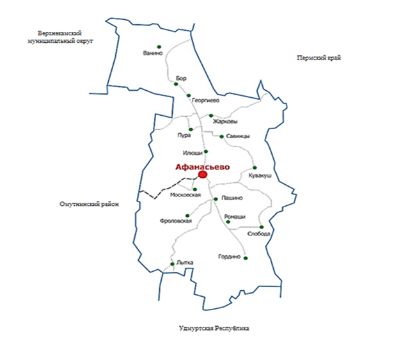 Верхнекамский
муниципальный округ
Пермский край
Ванино
Бор
Георгиево
Жарковы
Пура
Савинцы
Илюши
Афанасьево
Кувакуш
Московская
Пашино
Омутнинский район
Фроловская
Ромаши
Слобода
Лытка
Гордино
Удмуртская Республика